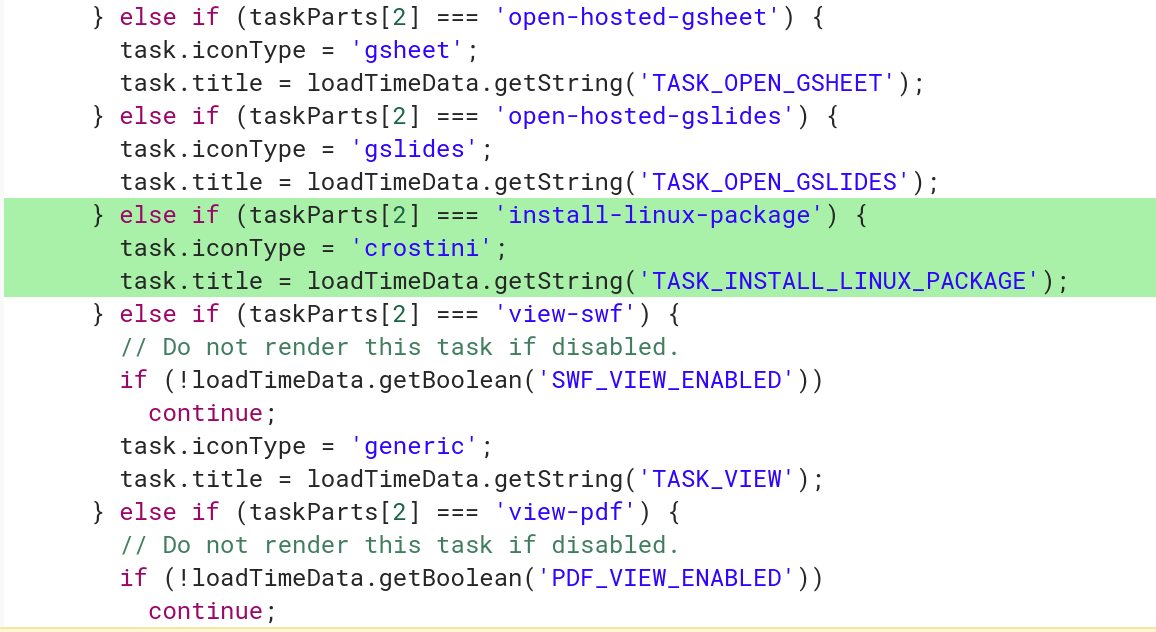 } else if (taskParts[2] === 'open-hosted-gsheet') {
task.iconType = 'gsheet';
task.title = loadTimeData.getString('TASK_OPEN_GSHEET');
} else if (taskParts[2] === 'open-hosted-gslides') {
task.iconType = 'gslides';
task.title = loadTimeData.getString('TASK_OPEN_GSLIDES');
} else if (taskParts[2] === 'install-linux-package') {
task.iconType = 'crostini';
task.title = loadTimeData.getString('TASK_INSTALL_LINUX_PACKAGE');
} else if (taskParts[2] === 'view-swf') {
// Do not render this task if disabled.
if (!loadTimeData.getBoolean('SWF_VIEW_ENABLED'))
continue;
task.iconType = 'generic';
task.title = loadTimeData.getString('TASK_VIEW');
} else if (taskParts[2] === 'view-pdf') {
// Do not render this task if disabled.
if (!loadTimeData.getBoolean('PDF_VIEW_ENABLED'))
continue;